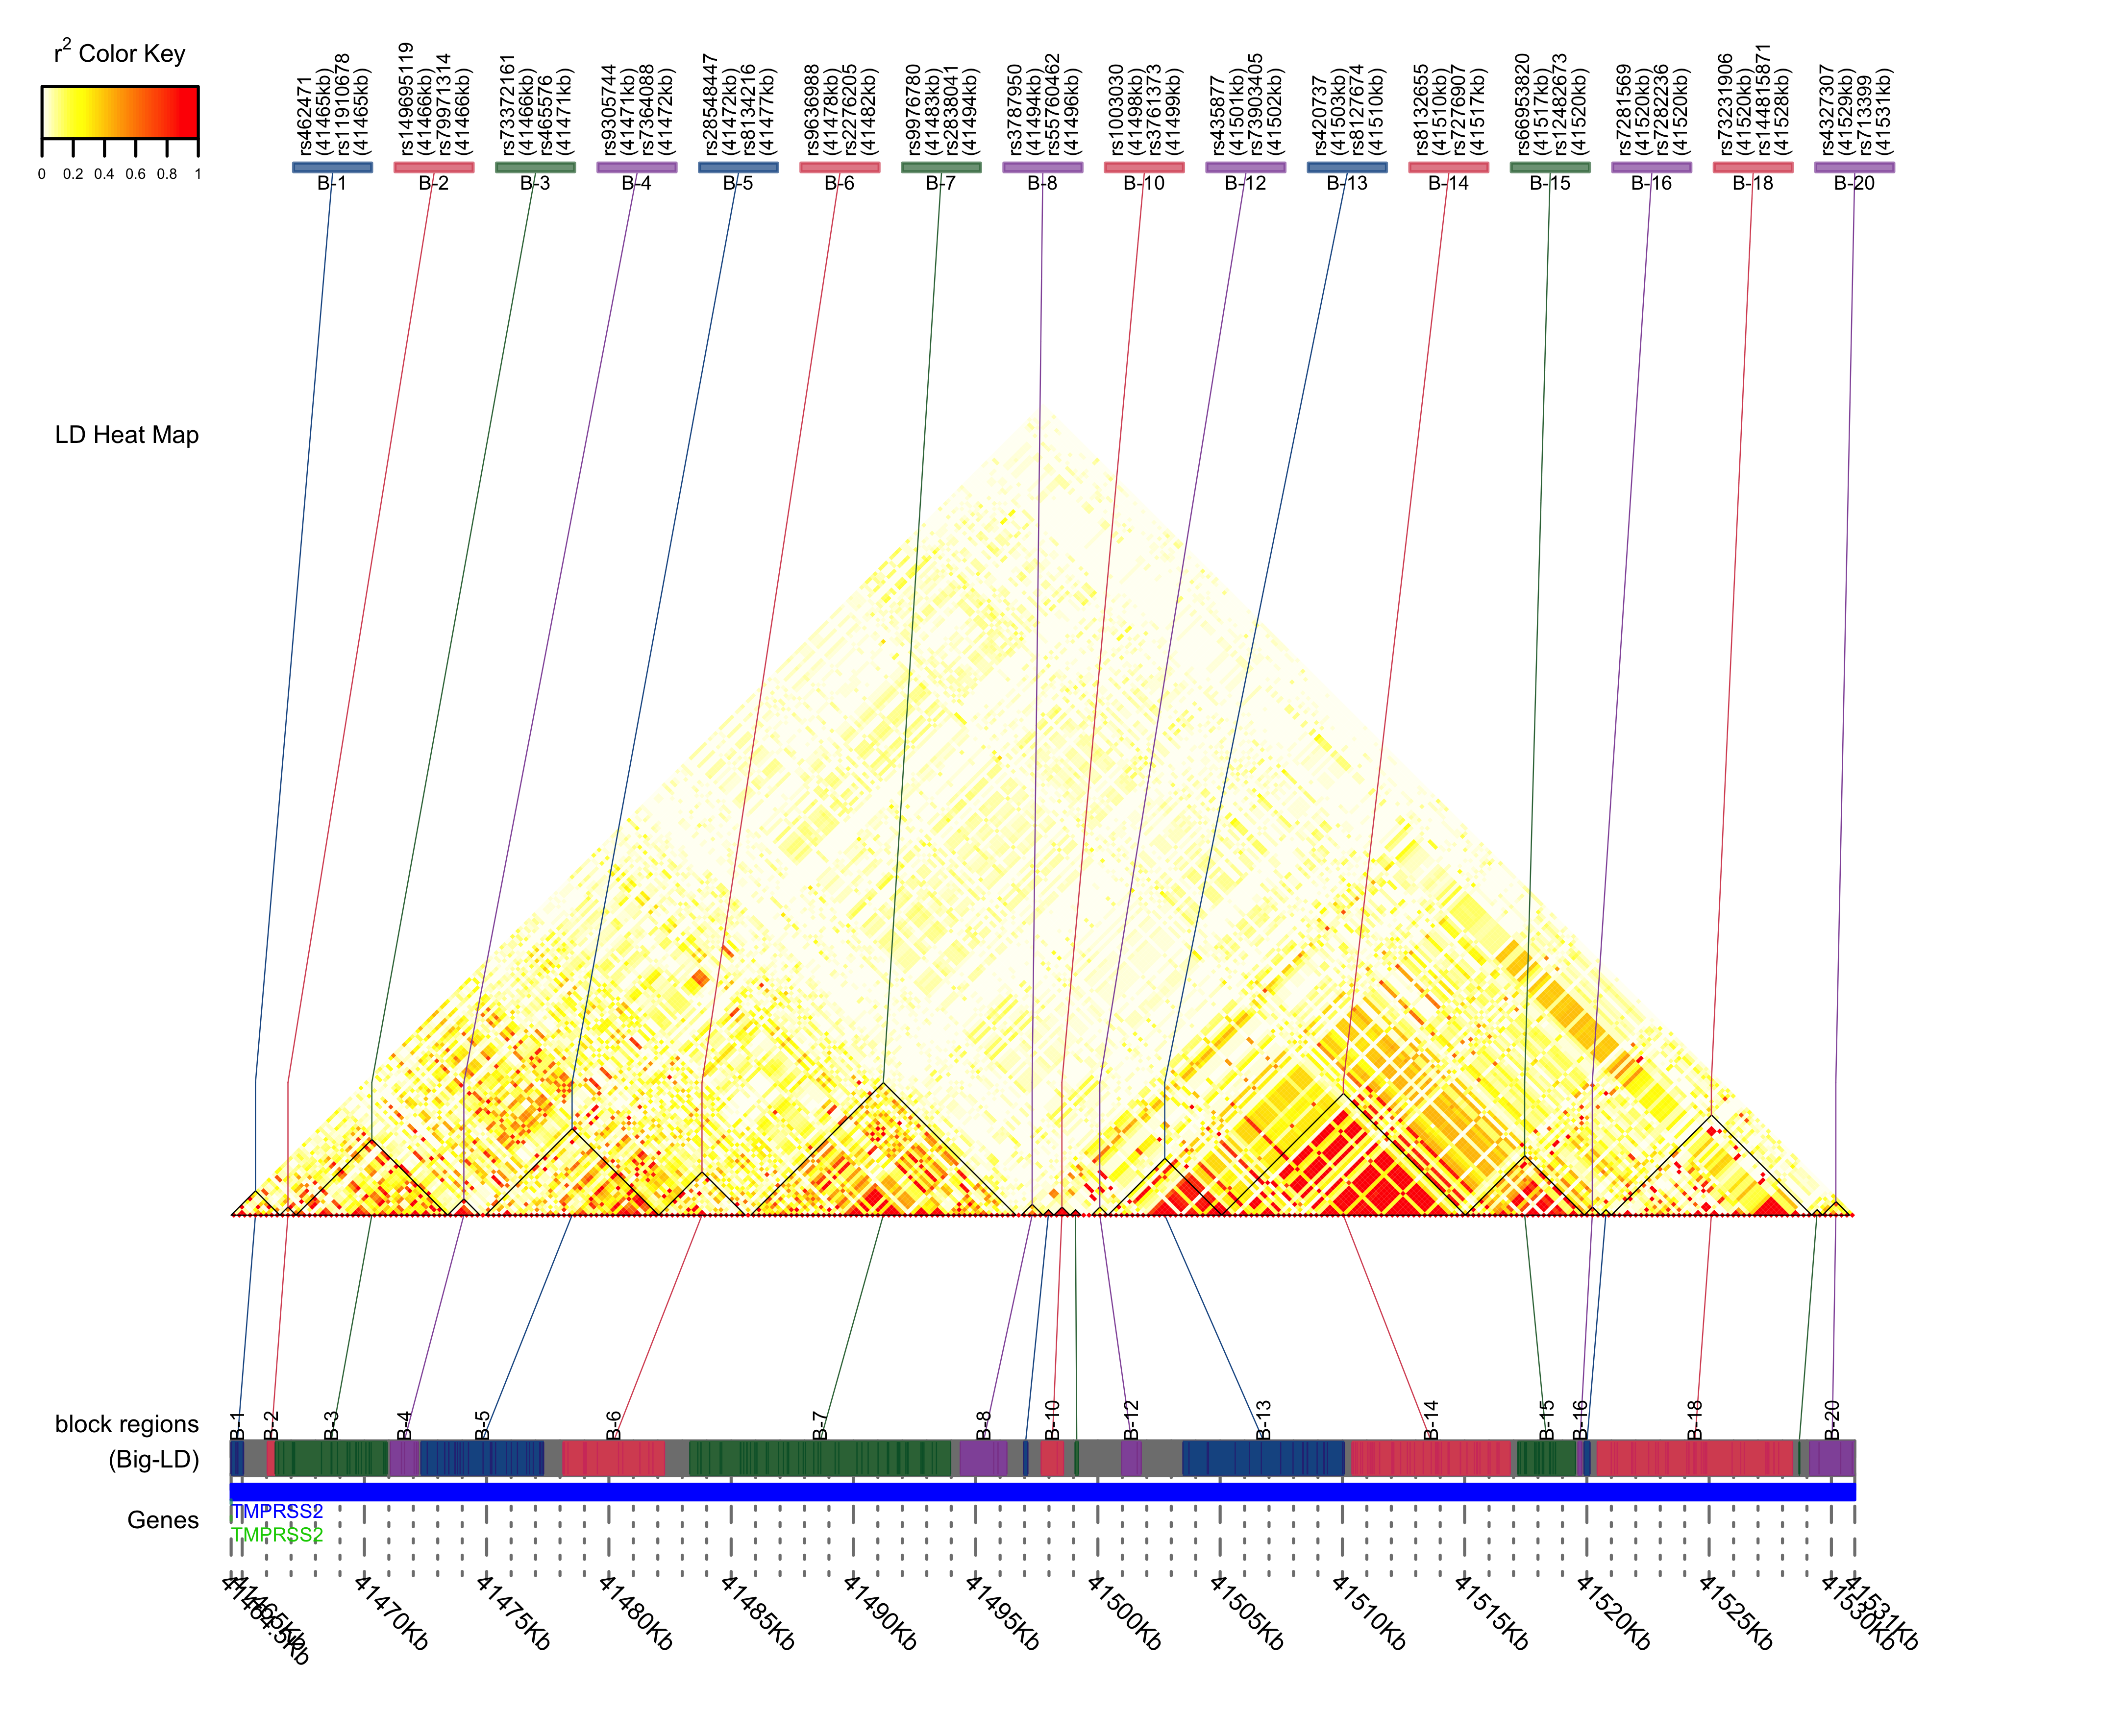 r2 Color Key
0 0.2 0.4 0.6 0.8 1
rs462471
(41465kb)
rs11910678
(41465kb)
B-1
rs149695119
(41466kb)
rs79971314
(41466kb)
B-2
rs73372161
(41466kb)
rs465576
(41471kb)
B-3
rs9305744
(41471kb)
rs7364088
(41472kb)
B-4
rs28548447
(41472kb)
rs8134216
(41477kb)
B-5
rs9636988
(41478kb)
rs2276205
(41482kb)
B-6
rs9976780
(41483kb)
rs2838041
(41494kb)
B-7
rs3787950
(41494kb)
rs55760462
(41496kb)
B-8
rs1003030
(41498kb)
rs3761373
(41499kb)
B-10
rs435877
(41501kb)
rs73903405
(41502kb)
B-12
rs420737
(41503kb)
rs8127674
(41510kb)
B-13
rs8132655
(41510kb)
rs7276907
(41517kb)
B-14
rs66953820
(41517kb)
rs12482673
(41520kb)
B-15
rs7281569
(41520kb)
rs7282236
(41520kb)
B-16
rs73231906
(41520kb)
rs144815871
(41528kb)
B-18
rs4327307
(41529kb)
rs713399
(41531kb)
B-20
LD Heat Map
block regions
(Big-LD)
B-1 B-2 B-3 B-4 B-5 B-6 B-7 B-8 B-10 B-12 B-13 B-14 B-15 B-16 B-18 B-20
Genes
TMPRSS2
TMPRSS2
41464.5Kb 41465Kb 41470Kb 41475Kb 41480Kb 41485Kb 41490Kb 41495Kb 41500Kb 41505Kb 41510Kb 41515Kb 41520Kb 41525Kb 41530Kb 41531Kb